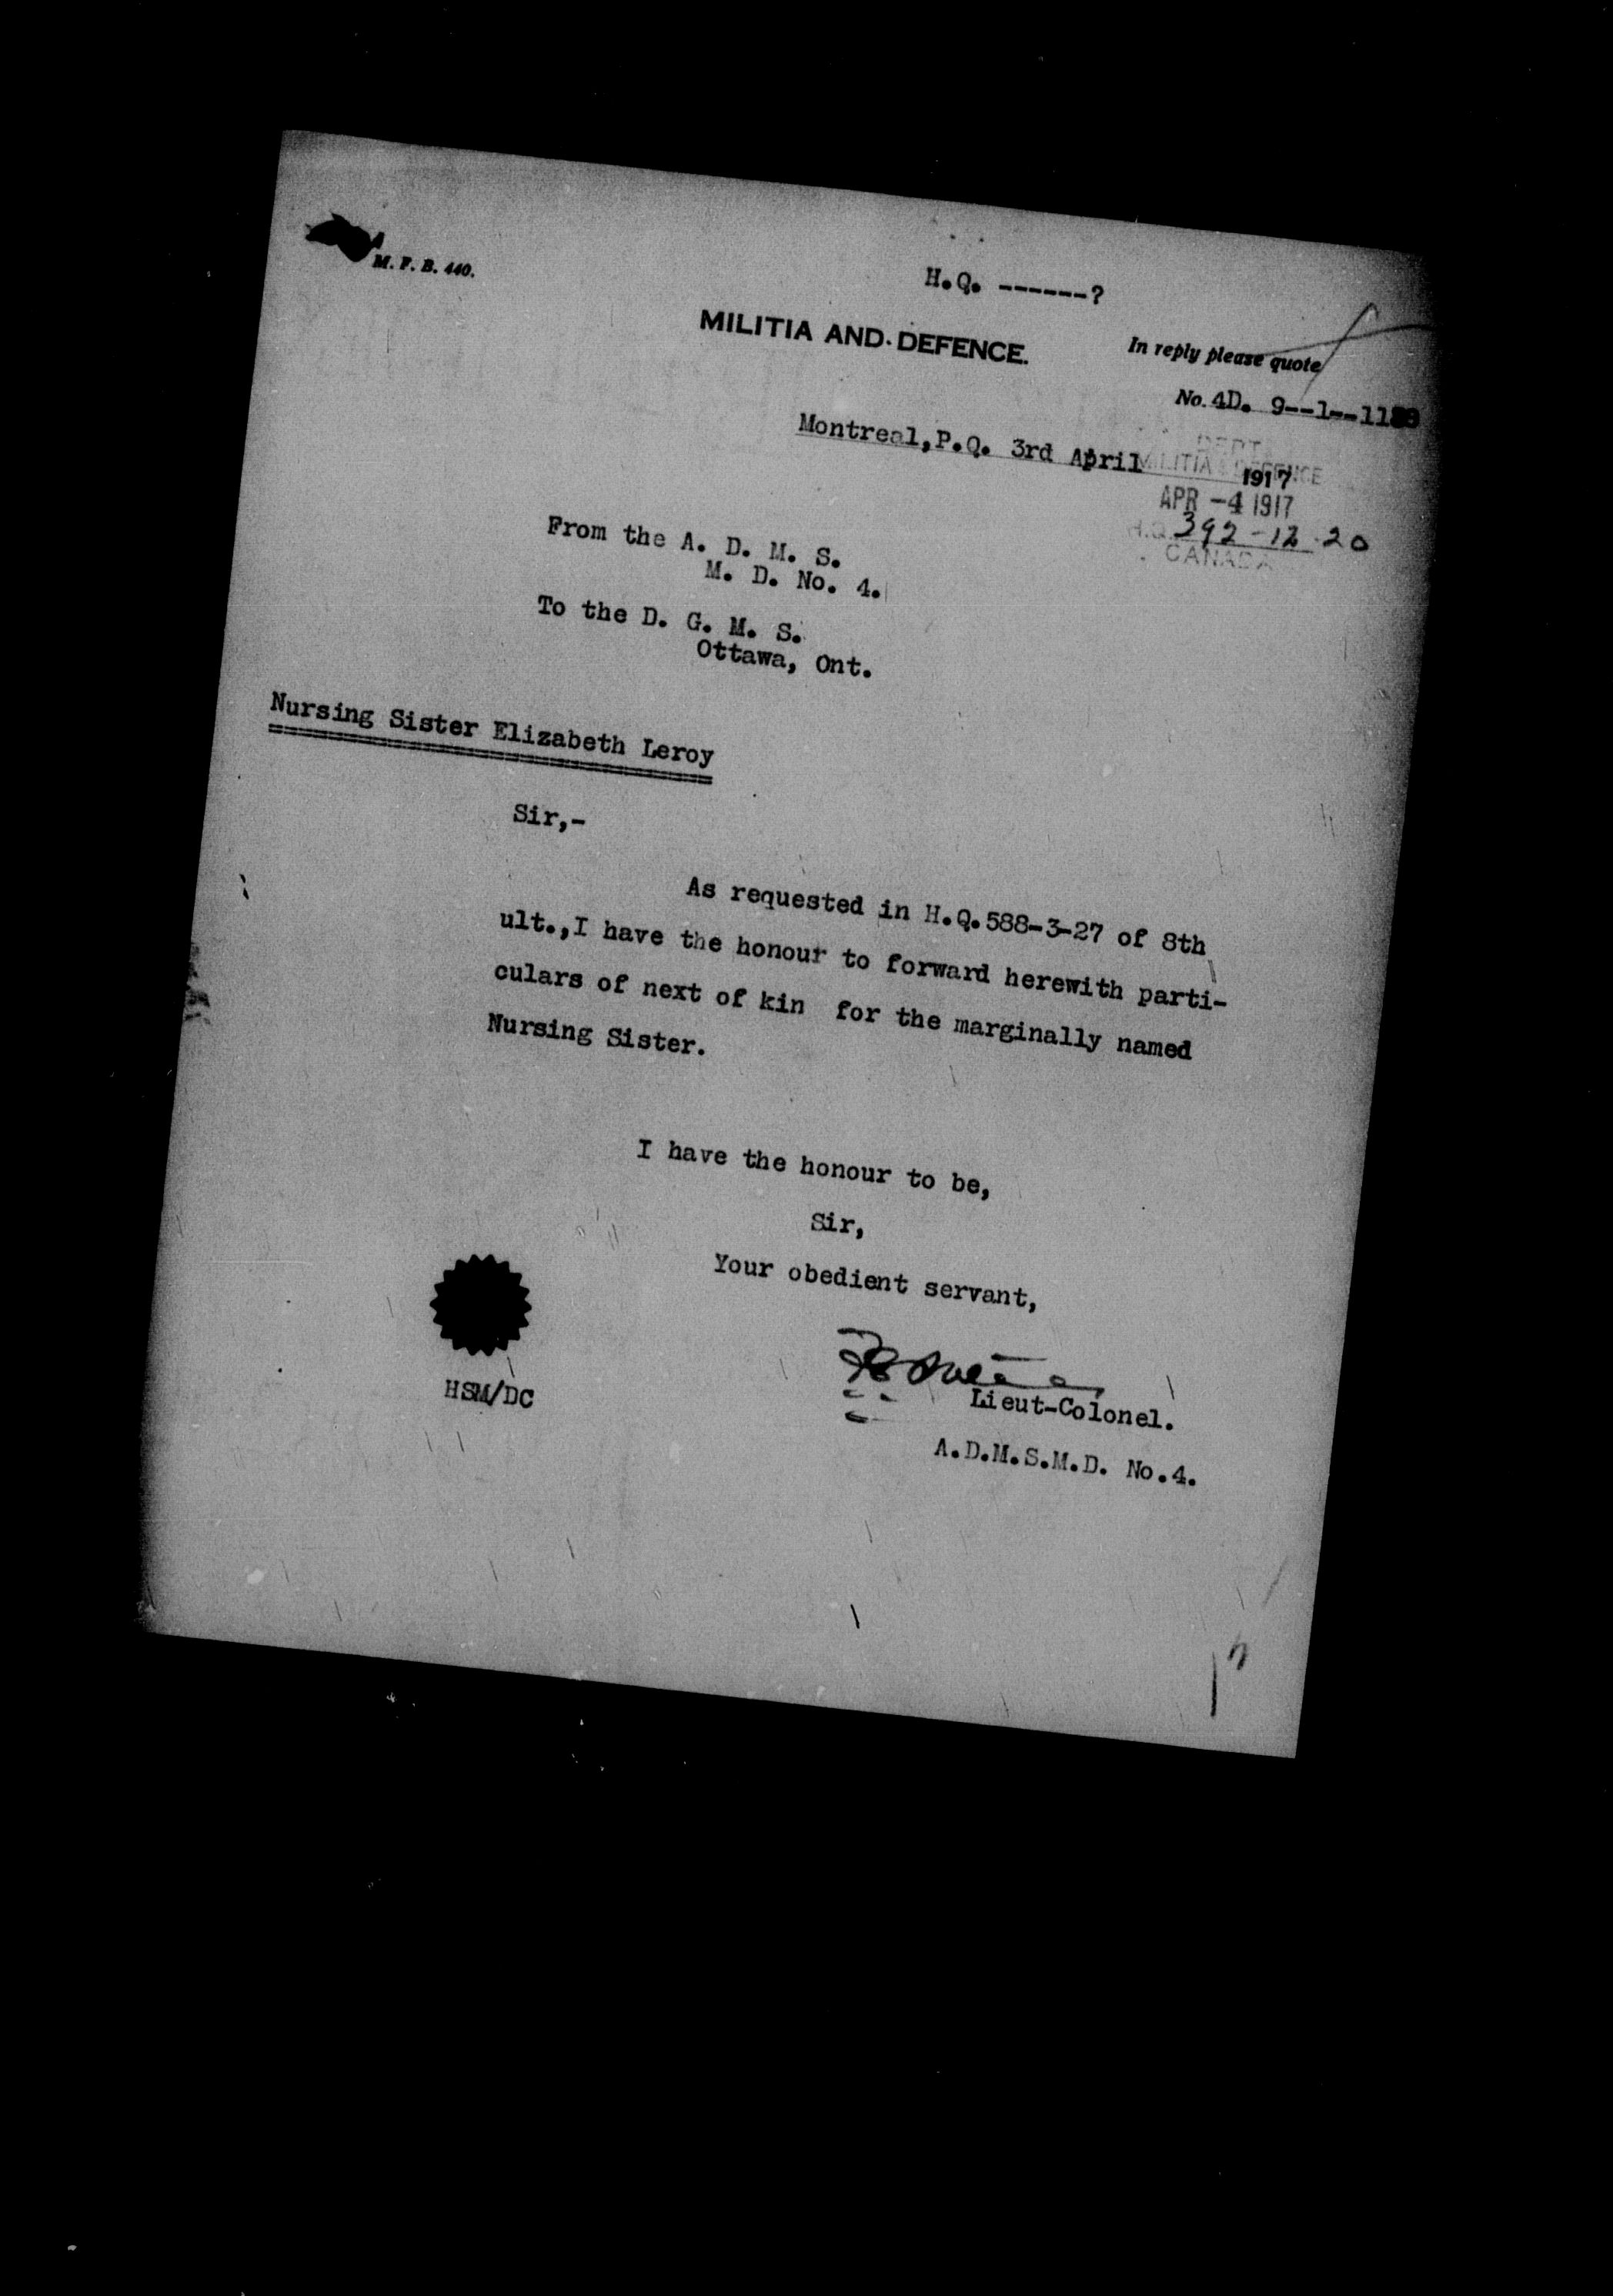 M. F. B. 440.
H.Q. ------?
MILITIA AND DEFENCE.
In reply please quote
No. 4D. 9--1--11
Montreal,P.Q. 3rd April 1917
DEPT.
MILITIA & DEFENCE
APR -4 1917
H.Q. 392-12-20
CANADA
From the A. D. M. S.
M. D. No. 4.
To the D. G. M. S.
Ottawa, Ont.
Nursing Sister Elizabeth Leroy
Sir,-
As requested in H.Q.588-3-27 of 8th
ult.,I have the honour to forward herewith parti-
culars of next of kin for the marginally named
Nursing Sister.
I have the honour to be,
Sir,
Your obedient servant,
Lieut-Colonel.
HSM/DC
A.D.M.S.M.D. No.4.